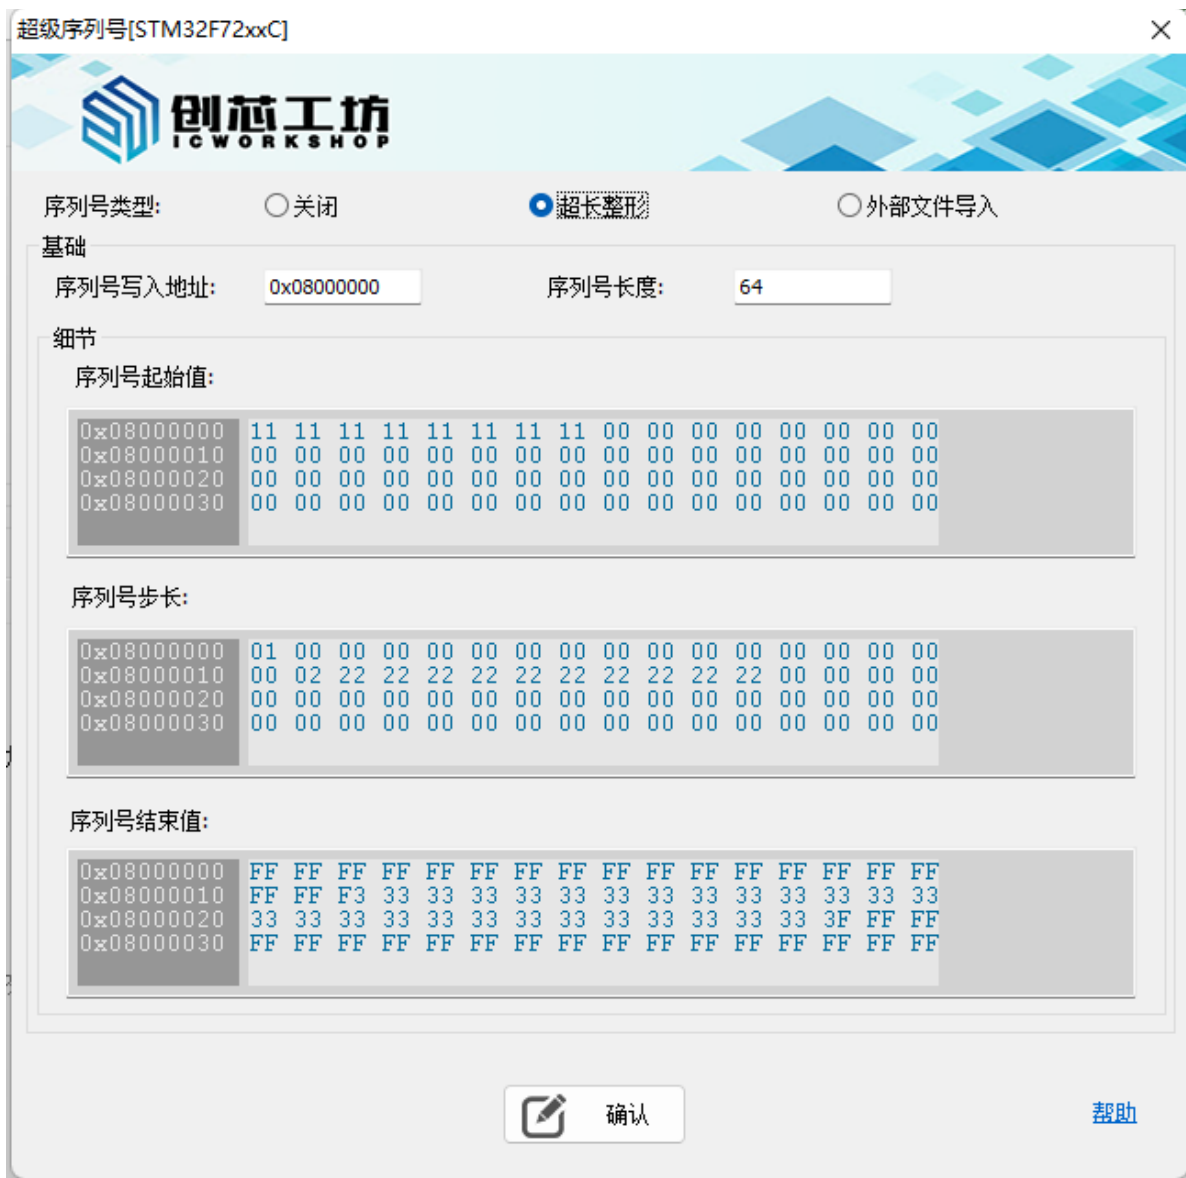 超级序列号[STM32F72xxC]
创芯工坊
ICWORKSHOP
序列号类型: 关闭 超长整形 外部文件导入
基础
序列号写入地址: 0x08000000 序列号长度: 64
细节
序列号起始值:
0x08000000 11 11 11 11 11 11 11 11 00 00 00 00 00 00 00 00
0x08000010 00 00 00 00 00 00 00 00 00 00 00 00 00 00 00 00
0x08000020 00 00 00 00 00 00 00 00 00 00 00 00 00 00 00 00
0x08000030 00 00 00 00 00 00 00 00 00 00 00 00 00 00 00 00
序列号步长:
0x08000000 01 00 00 00 00 00 00 00 00 00 00 00 00 00 00 00
0x08000010 00 02 22 22 22 22 22 22 22 22 22 22 00 00 00 00
0x08000020 00 00 00 00 00 00 00 00 00 00 00 00 00 00 00 00
0x08000030 00 00 00 00 00 00 00 00 00 00 00 00 00 00 00 00
序列号结束值:
0x08000000 FF FF FF FF FF FF FF FF FF FF FF FF FF FF FF FF
0x08000010 FF FF F3 33 33 33 33 33 33 33 33 33 33 33 33 33
0x08000020 33 33 33 33 33 33 33 33 33 33 33 33 33 3F FF FF
0x08000030 FF FF FF FF FF FF FF FF FF FF FF FF FF FF FF FF
确认
帮助